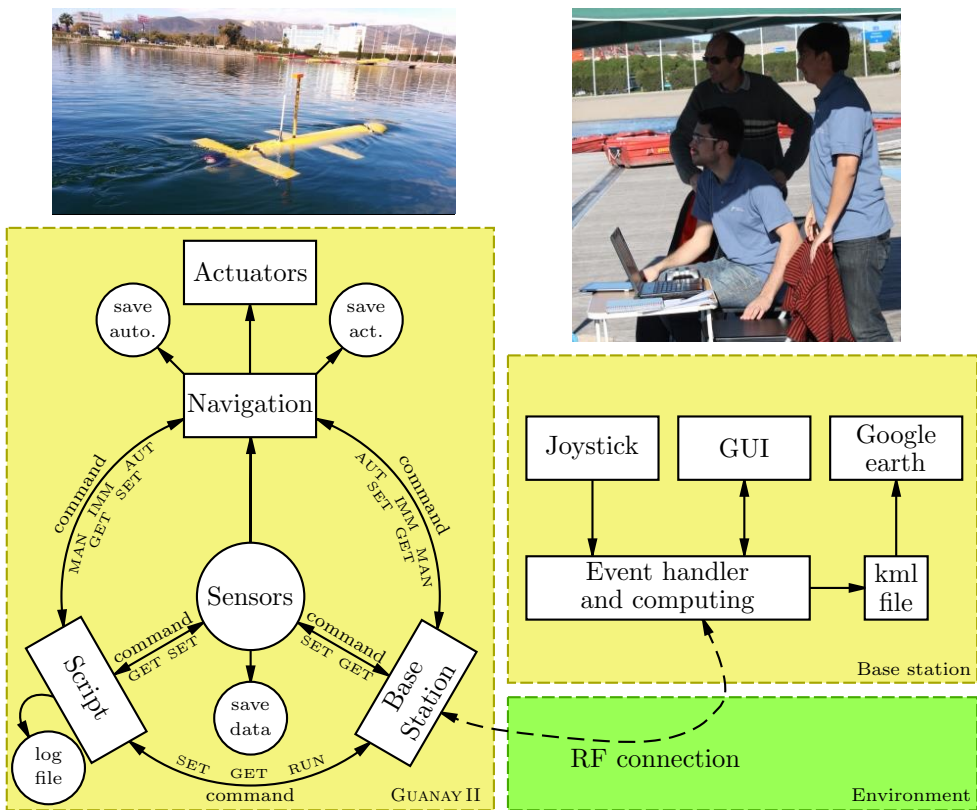 Actuators
save
auto.
save
act.
Navigation
command
MAN IMM AUT
GET SET
command
AUT IMM MAN
SET GET
Sensors
command
GET SET
command
SET GET
Script
Base
Station
save
data
log
file
SET GET RUN
command
GUANAY II
Joystick
GUI
Google
earth
Event handler
and computing
kml
file
Base station
RF connection
Environment